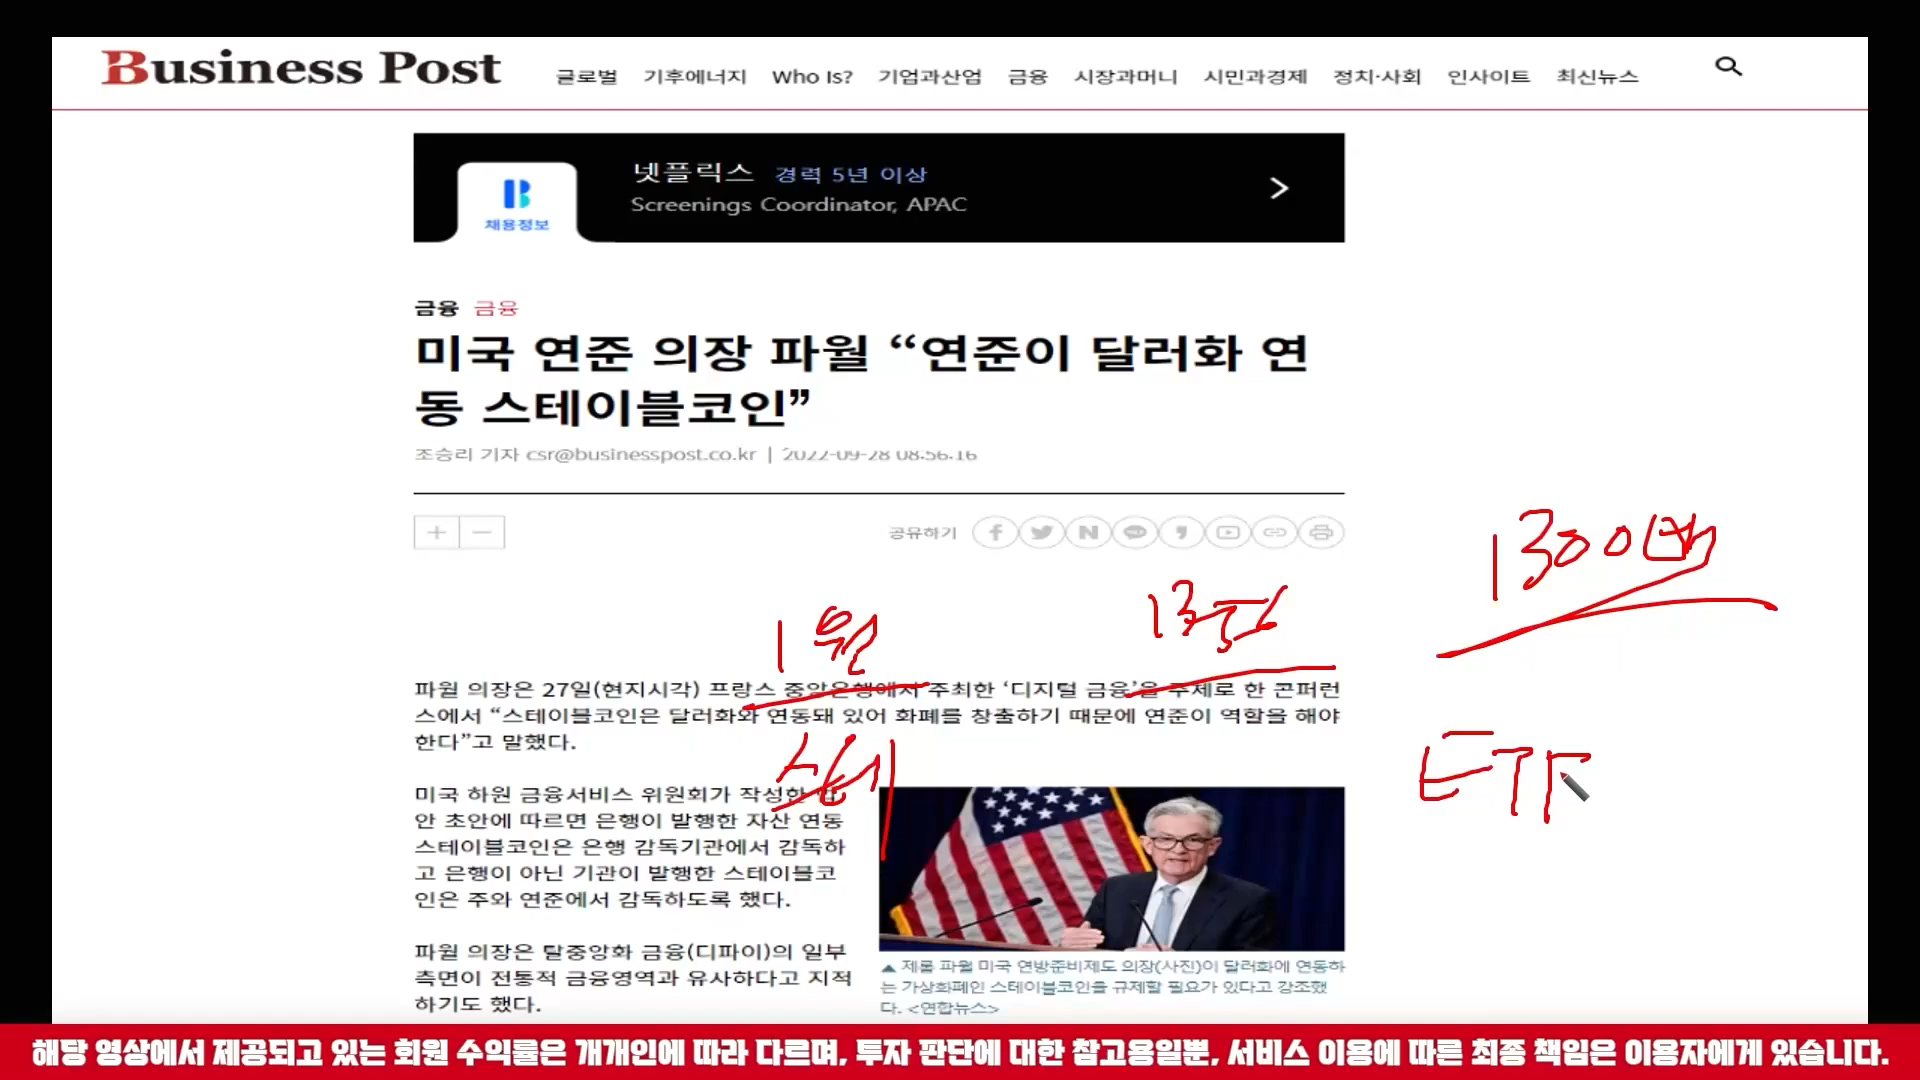 Business Post
글로벌 기후에너지 Who Is? 기업과산업 금융 시장과머니 시민과경제 정치·사회 인사이트 최신뉴스
넷플릭스 경력 5년 이상
Screenings Coordinator, APAC
채용정보
금융 금융
미국 연준 의장 파월 “연준이 달러화 연
동 스테이블코인”
조승리 기자 csr@businesspost.co.kr | 2022-09-28 08:56:16
공유하기
1300
1원
파월 의장은 27일(현지시각) 프랑스 중앙은행에서 주최한 ‘디지털 금융’을 주제로 한 콘퍼런
스에서 “스테이블코인은 달러화와 연동돼 있어 화폐를 창출하기 때문에 연준이 역할을 해야
한다”고 말했다.
스테
ETF
미국 하원 금융서비스 위원회가 작성한 법
안 초안에 따르면 은행이 발행한 자산 연동
스테이블코인은 은행 감독기관에서 감독하
고 은행이 아닌 기관이 발행한 스테이블코
인은 주와 연준에서 감독하도록 했다.
파월 의장은 탈중앙화 금융(디파이)의 일부
측면이 전통적 금융영역과 유사하다고 지적
하기도 했다.
▲ 제롬 파월 미국 연방준비제도 의장(사진)이 달러화에 연동하
는 가상화폐인 스테이블코인을 규제할 필요가 있다고 강조했
다. <연합뉴스>
해당 영상에서 제공되고 있는 회원 수익률은 개개인에 따라 다르며, 투자 판단에 대한 참고용일뿐, 서비스 이용에 따른 최종 책임은 이용자에게 있습니다.